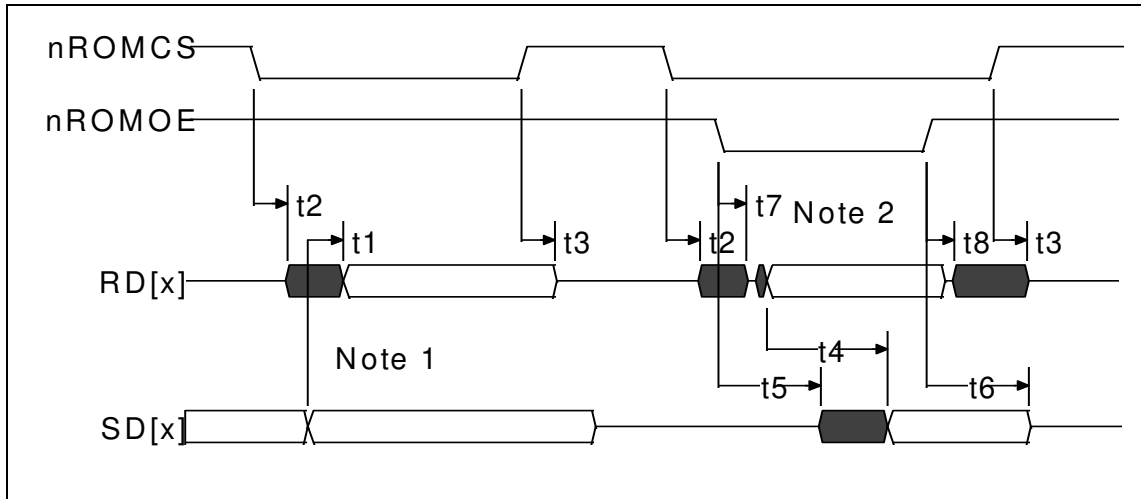 nROMCS
nROMOE
t2
t7
Note 2
t1
t3
t2
t8
t3
RD[x]
Note 1
t4
t5
t6
SD[x]